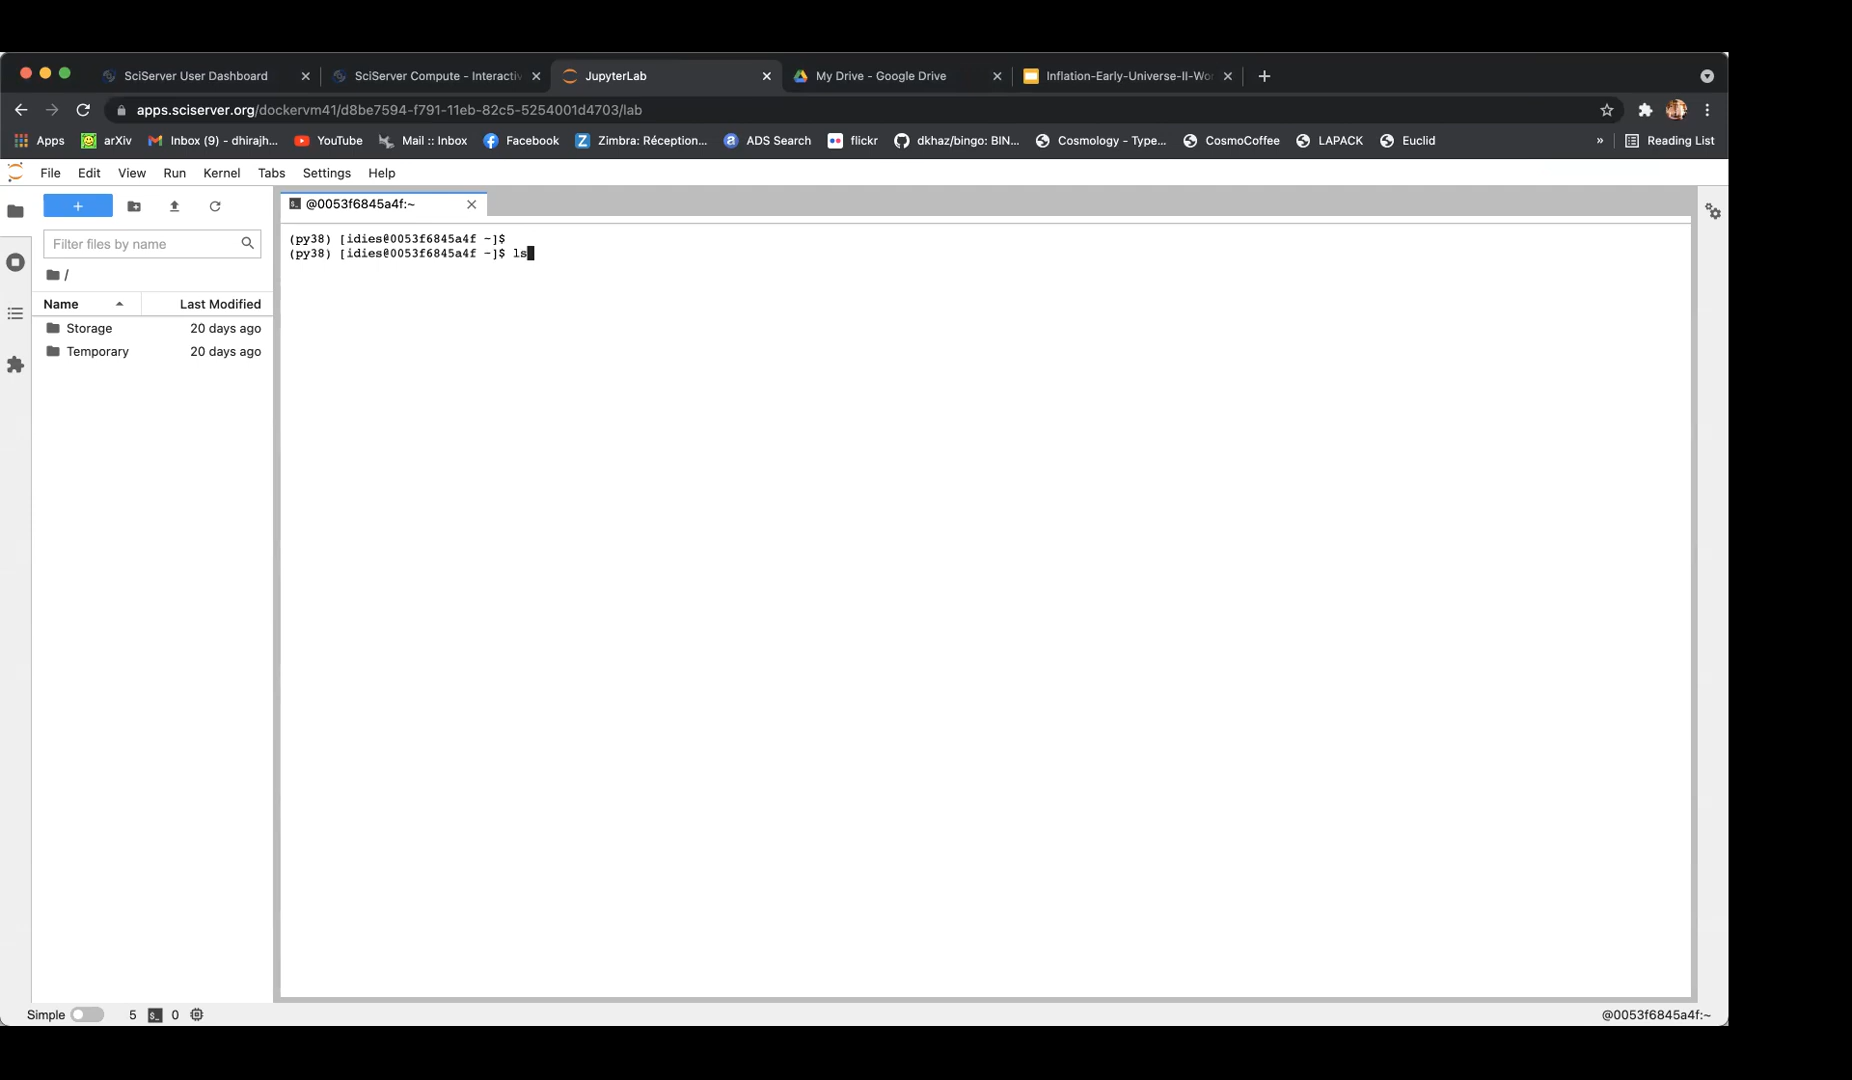 SciServer User Dashboard
SciServer Compute - Interactiv
JupyterLab
My Drive - Google Drive
Inflation-Early-Universe-II-Wor
apps.sciserver.org/dockervm41/d8be7594-f791-11eb-82c5-5254001d4703/lab
Apps
arXiv
Inbox (9) - dhirajh...
YouTube
Mail :: Inbox
Facebook
Zimbra: Réception...
ADS Search
flickr
dkhaz/bingo: BIN...
Cosmology - Type...
CosmoCoffee
LAPACK
Euclid
»
Reading List
File Edit View Run Kernel Tabs Settings Help
@0053f6845a4f:~
Filter files by name
/
Name Last Modified
Storage 20 days ago
Temporary 20 days ago
(py38) [idies@0053f6845a4f ~]$
(py38) [idies@0053f6845a4f ~]$ ls
Simple 5 $_ 0
@0053f6845a4f:~